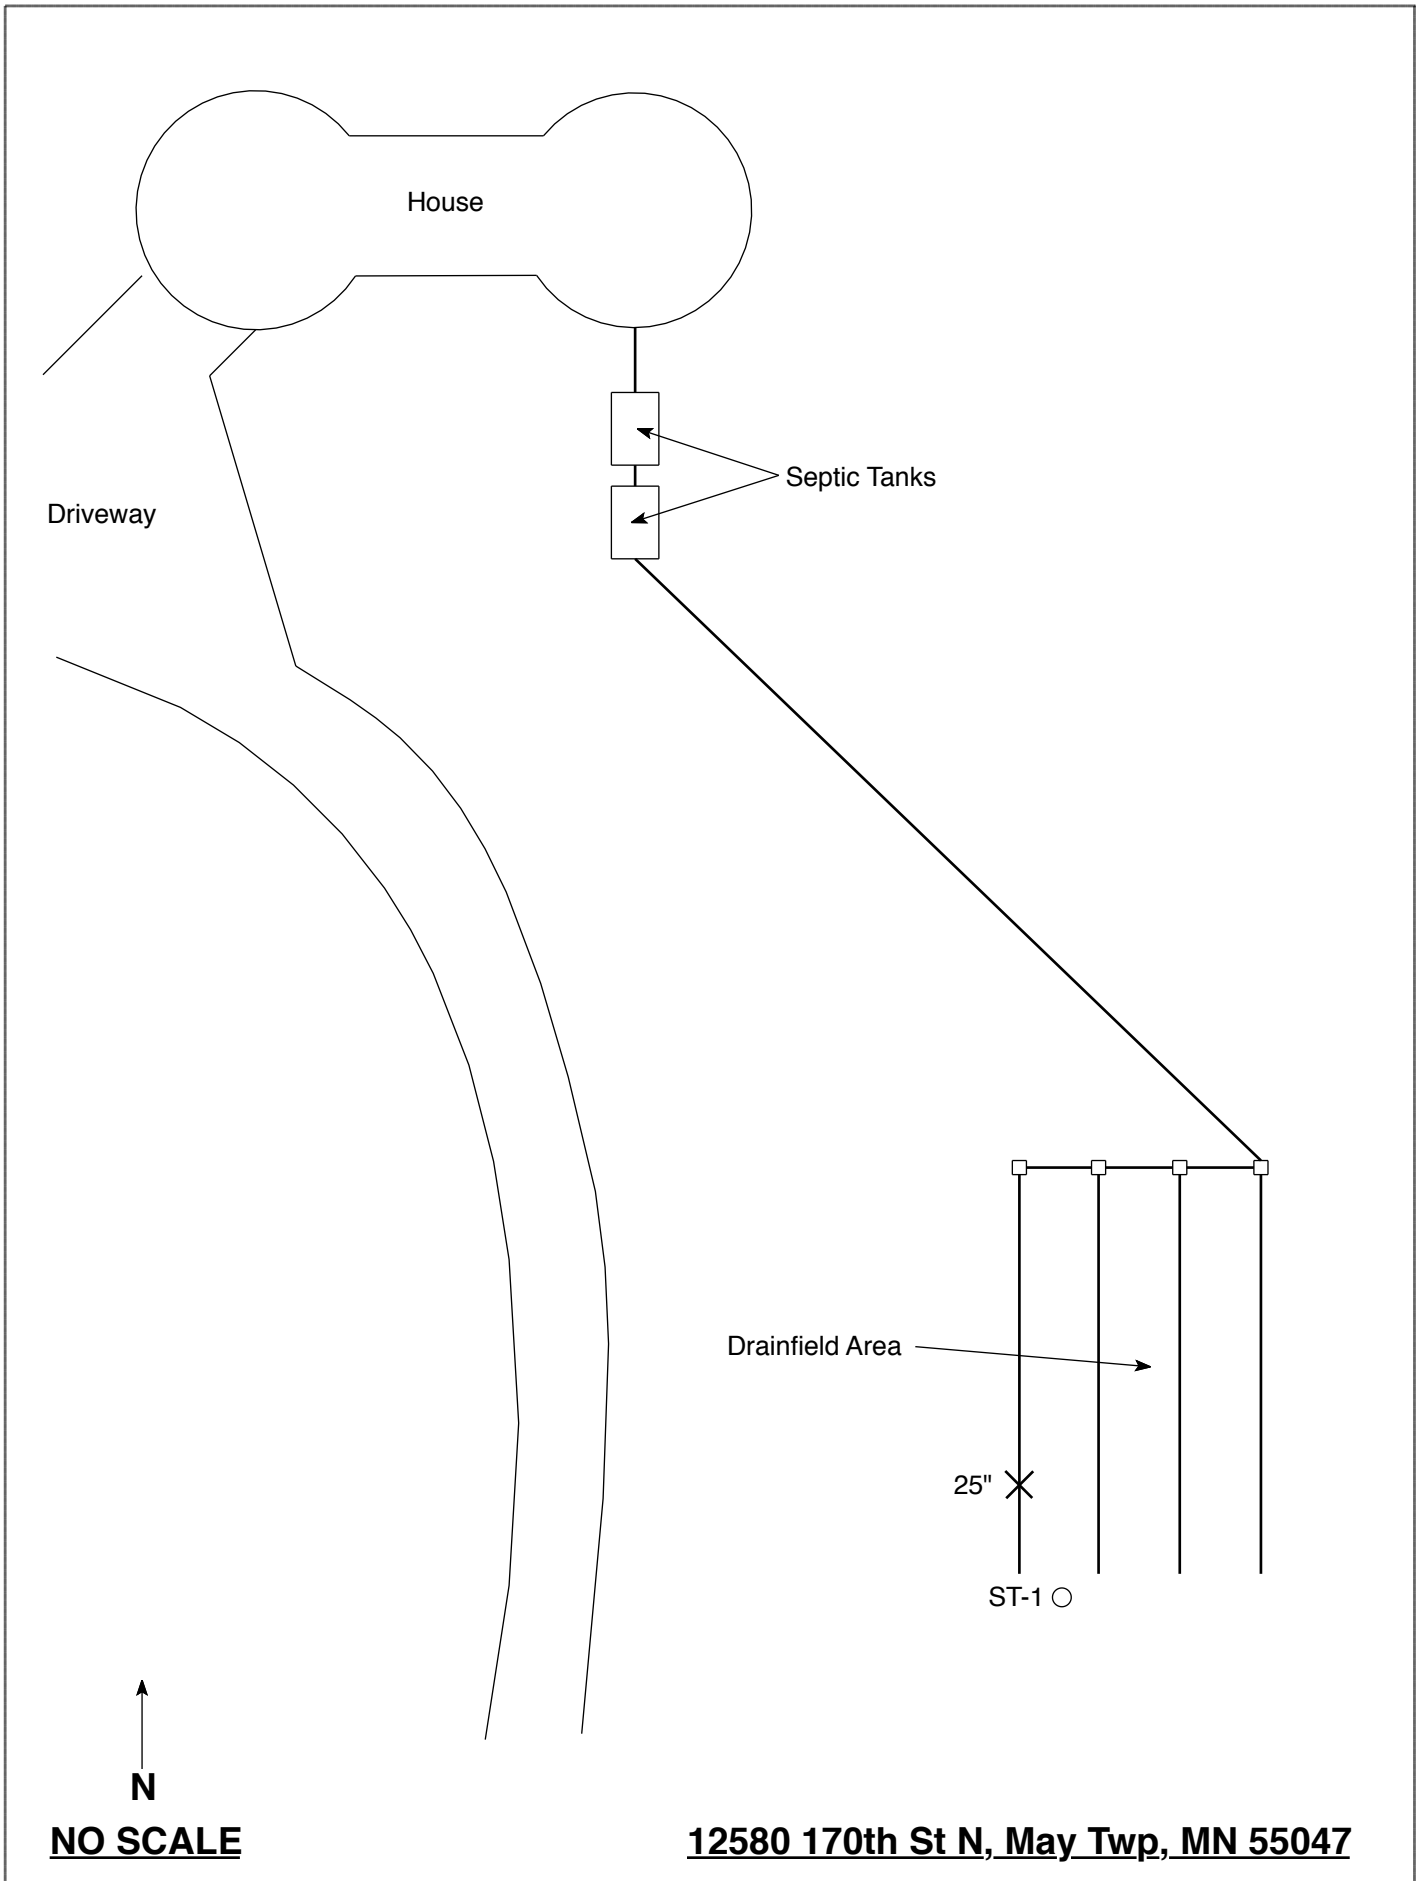 House
Septic Tanks
Driveway
Drainfield Area
25"
ST-1
N
NO SCALE
12580 170th St N, May Twp, MN 55047